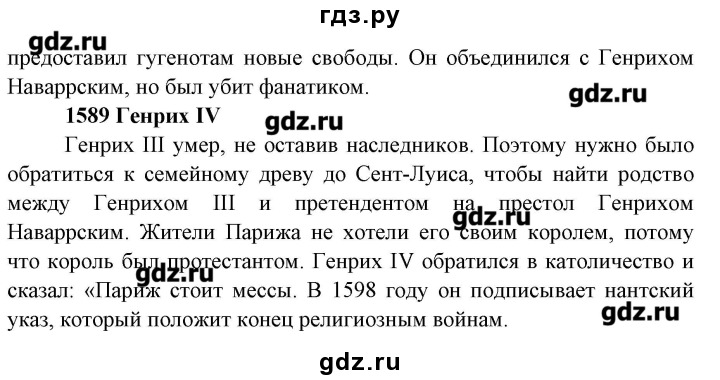 гдз.ру
gdz.ru
предоставил гугенотам новые свободы. Он объединился с Генрихом
Наваррским, но был убит фанатиком.
gdz.ru
1589 Генрих IV
gdz.ru
Генрих III умер, не оставив наследников. Поэтому нужно было
обратиться к семейному древу до Сент-Луиса, чтобы найти родство
между Генрихом III и претендентом на престол Генрихом
gdz.ru
Наваррским. Жители Парижа не хотели его своим королем, потому
что король был протестантом. Генрих IV обратился в католичество и
gdz.ru
сказал: «Париж стоит мессы. В 1598 году он подписывает нантский
указ, который положит конец религиозным войнам.
gdz.ru
gdz.ru